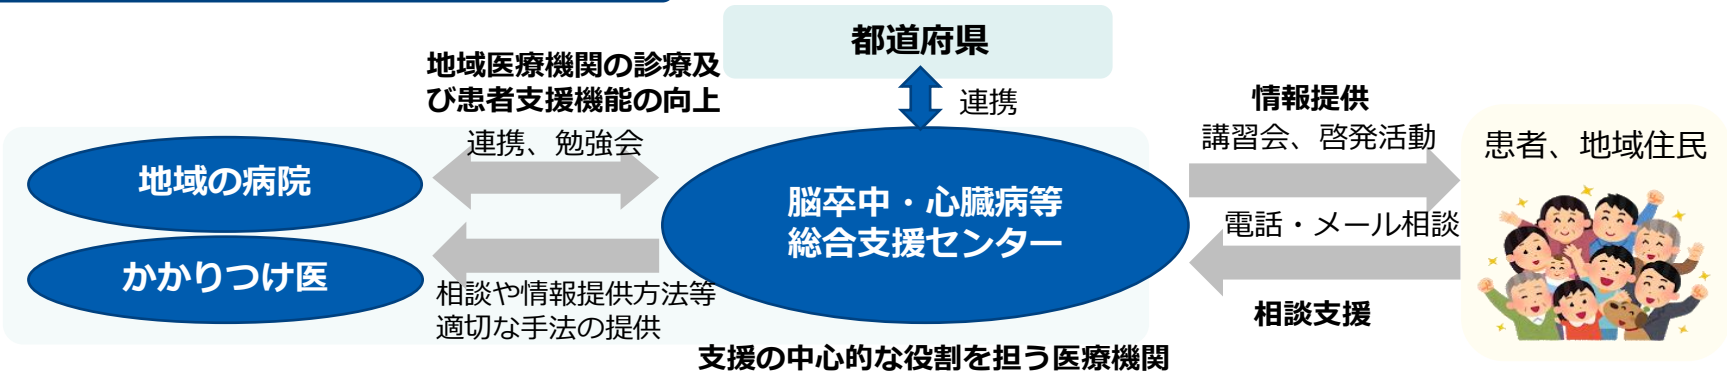 都道府県
連携
地域医療機関の診療及
び患者支援機能の向上
連携、勉強会
地域の病院
かかりつけ医
相談や情報提供方法等
適切な手法の提供
脳卒中・心臓病等
総合支援センター
支援の中心的な役割を担う医療機関
情報提供
講習会、啓発活動
電話・メール相談
相談支援
患者、地域住民